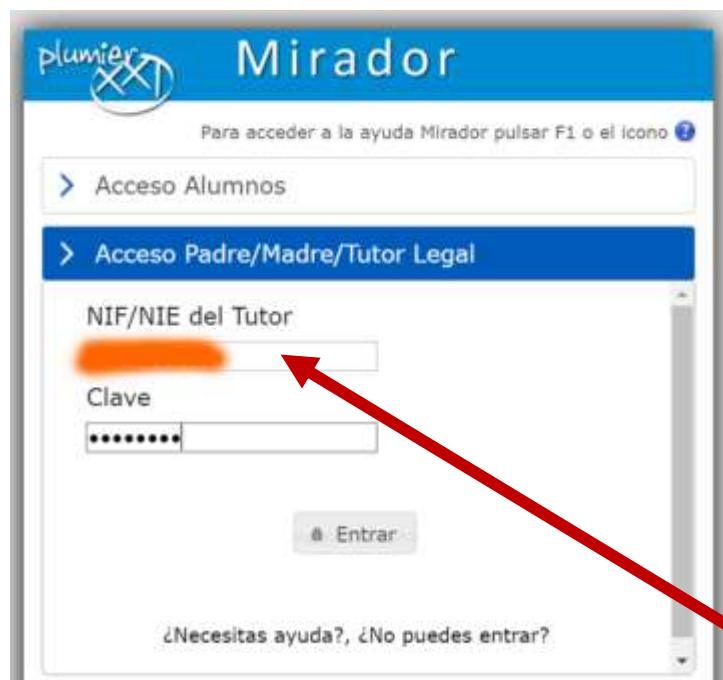 plumier XXI
Mirador
Para acceder a la ayuda Mirador pulsar F1 o el icono ?
Acceso Alumnos
Acceso Padre/Madre/Tutor Legal
NIF/NIE del Tutor
Clave
••••••••
Entrar
¿Necesitas ayuda?, ¿No puedes entrar?